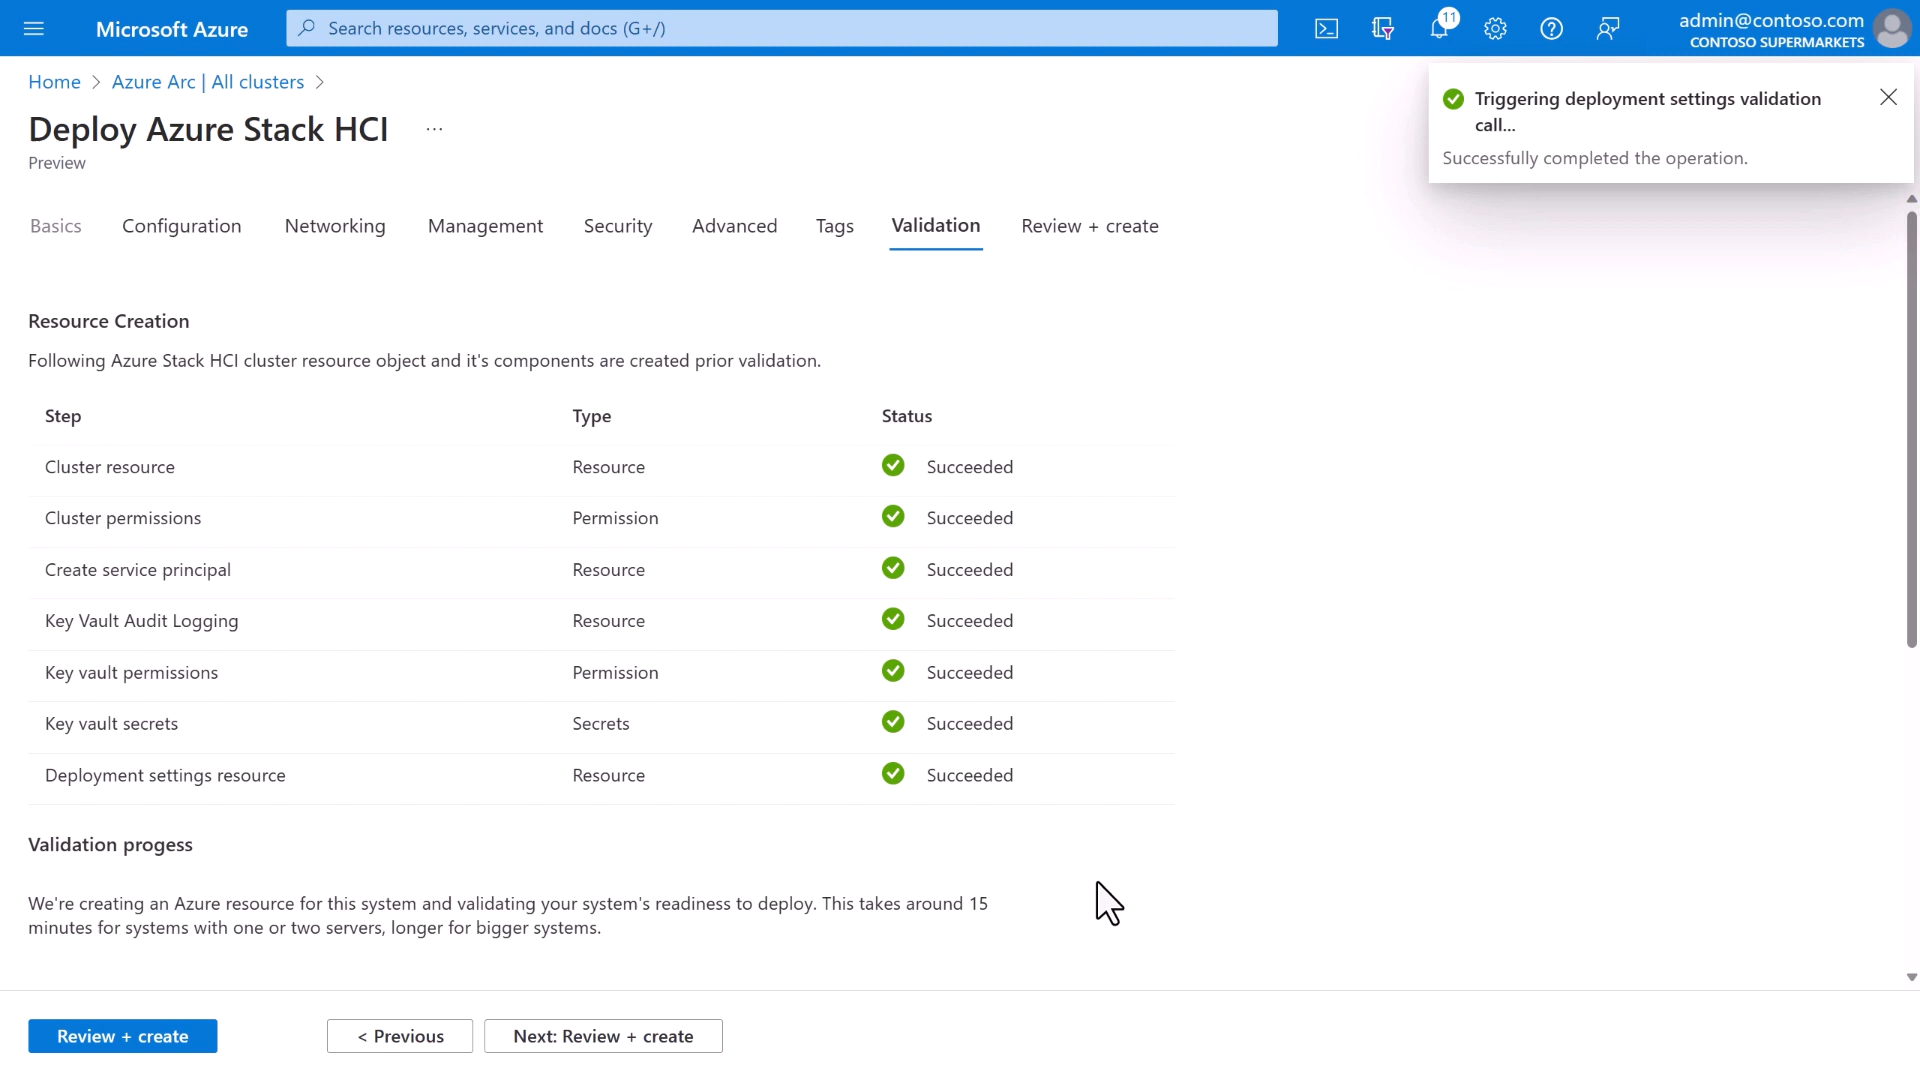 Microsoft Azure
Search resources, services, and docs (G+/)
11
admin@contoso.com
CONTOSO SUPERMARKETS
Home > Azure Arc | All clusters >
Deploy Azure Stack HCI ...
Preview
Triggering deployment settings validation
call...
Successfully completed the operation.
Basics Configuration Networking Management Security Advanced Tags Validation Review + create
Resource Creation
Following Azure Stack HCI cluster resource object and it's components are created prior validation.
Step Type Status
Cluster resource Resource Succeeded
Cluster permissions Permission Succeeded
Create service principal Resource Succeeded
Key Vault Audit Logging Resource Succeeded
Key vault permissions Permission Succeeded
Key vault secrets Secrets Succeeded
Deployment settings resource Resource Succeeded
Validation progess
We're creating an Azure resource for this system and validating your system's readiness to deploy. This takes around 15
minutes for systems with one or two servers, longer for bigger systems.
Review + create < Previous Next: Review + create